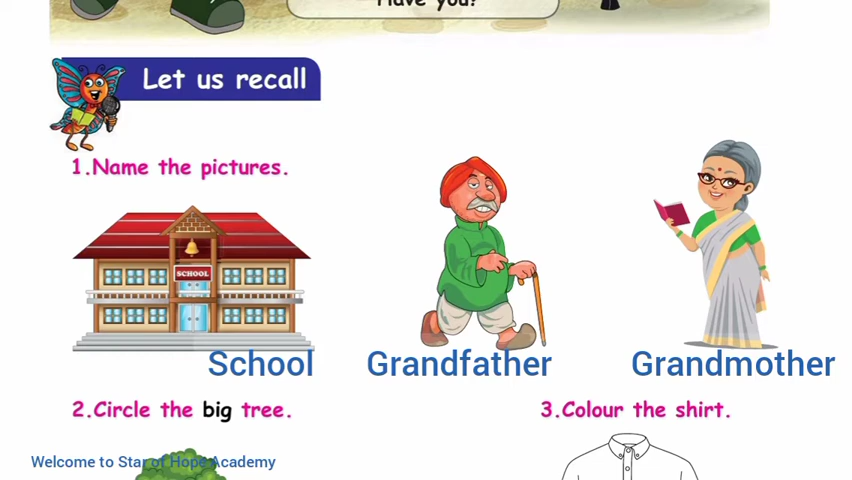 Have you?
Let us recall
1.Name the pictures.
SCHOOL
School
Grandfather
Grandmother
2.Circle the big tree.
3.Colour the shirt.
Welcome to Star of Hope Academy